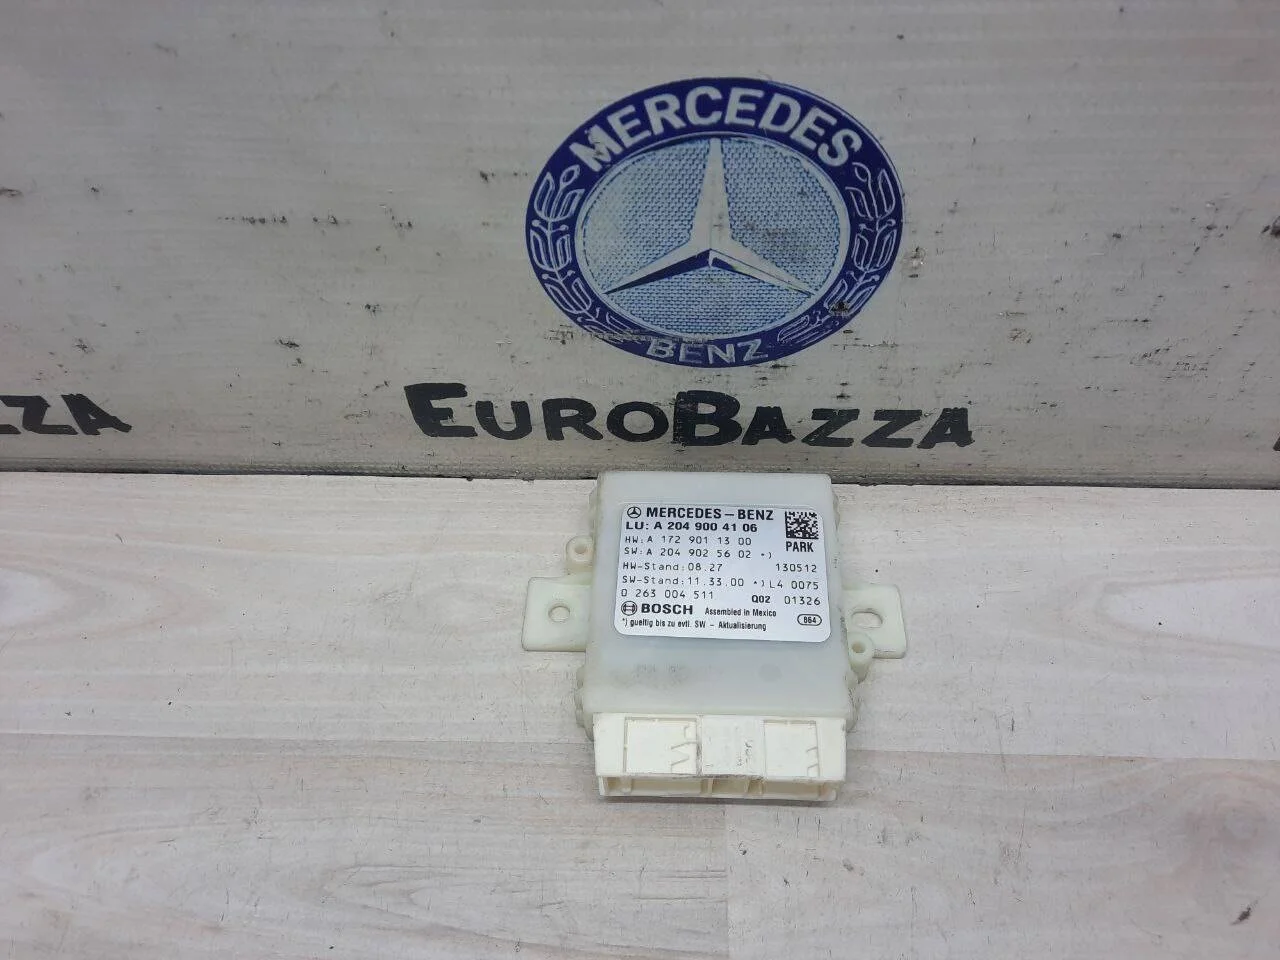 MERCEDES
BENZ
ZZA
EUROBAZZA
MERCEDES-BENZ
LU: A 204 900 41 06
HW: A 172 901 13 00
PARK
SW: A 204 902 56 02 *)
HW-Stand: 08.27 130512
SW-Stand: 11.33.00 *) L4 0075
0 263 004 511 Q02 01326
BOSCH Assembled in Mexico
*) gueltig bis zu evtl. SW - Aktualisierung 864